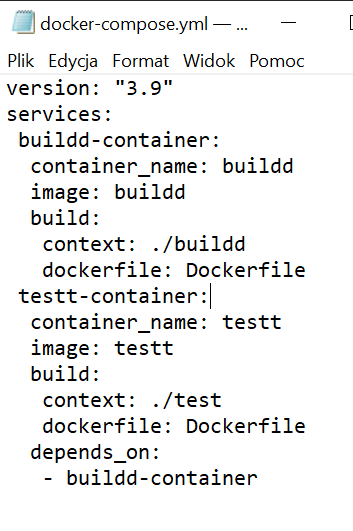 docker-compose.yml — ...
Plik Edycja Format Widok Pomoc
version: "3.9"
services:
 buildd-container:
  container_name: buildd
  image: buildd
  build:
   context: ./buildd
   dockerfile: Dockerfile
 testt-container:
  container_name: testt
  image: testt
  build:
   context: ./test
   dockerfile: Dockerfile
  depends_on:
   - buildd-container